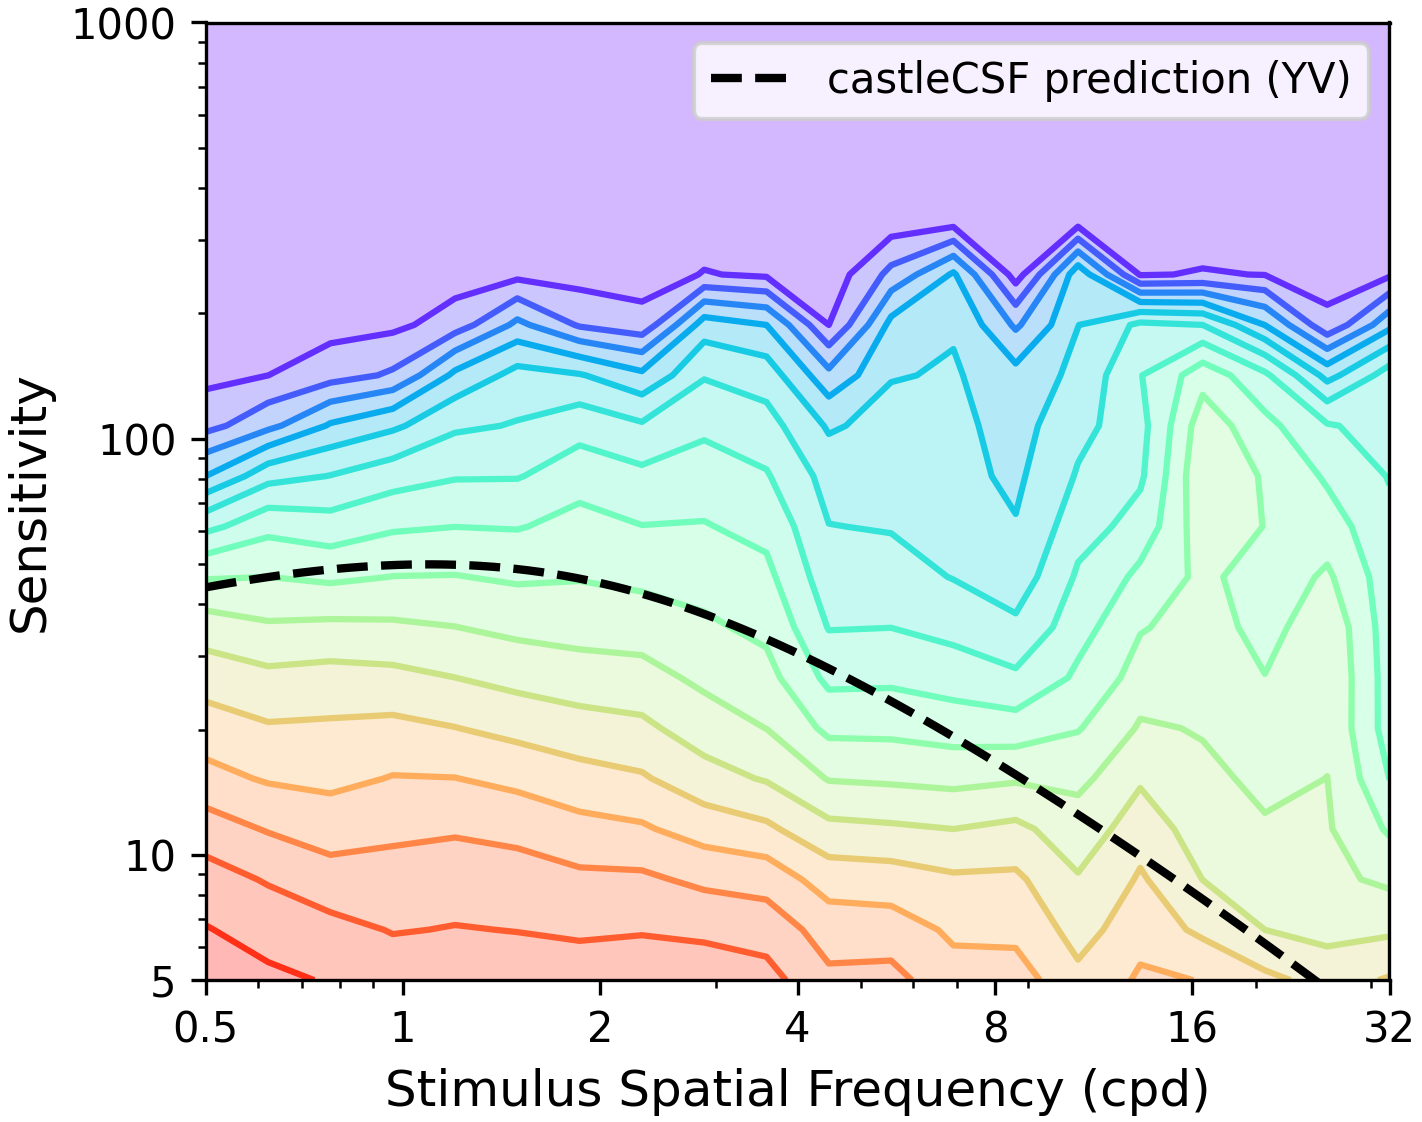 1000
castleCSF prediction (YV)
100
Sensitivity
10
5
0.5 1 2 4 8 16 32
Stimulus Spatial Frequency (cpd)